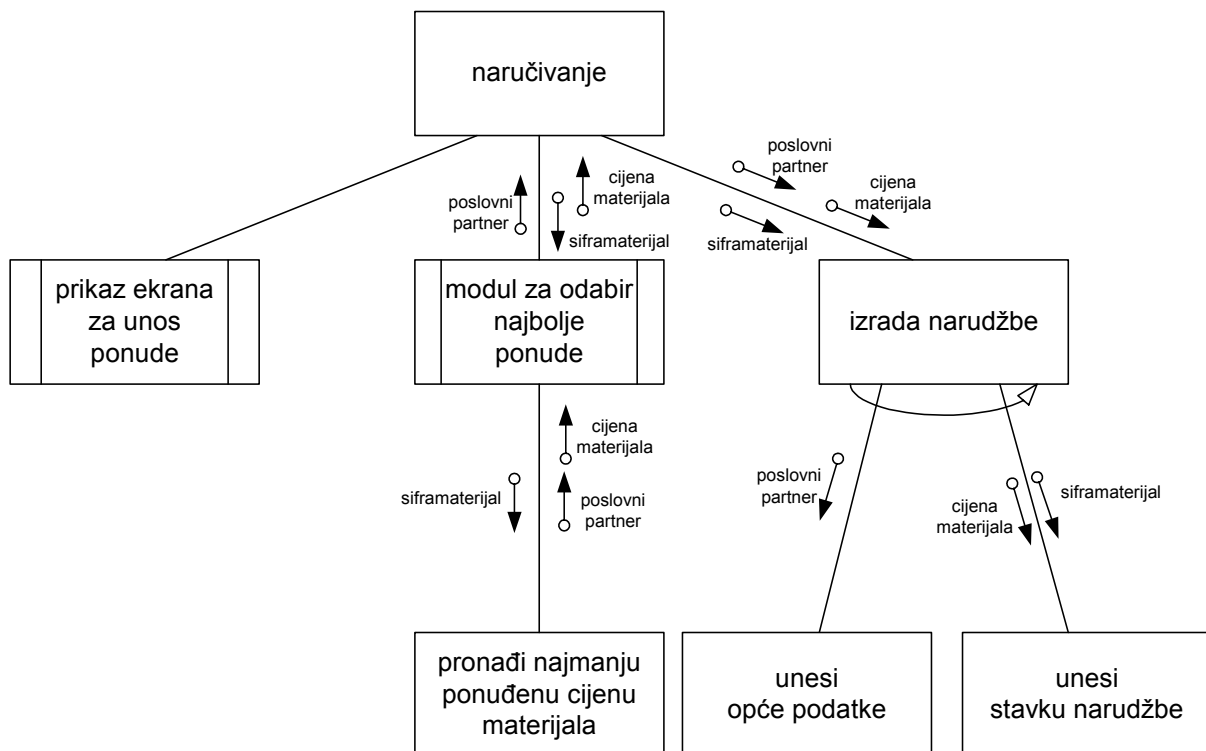 naručivanje
poslovni
partner
cijena
materijala
siframaterijal
poslovni
partner
cijena
materijala
siframaterijal
prikaz ekrana
za unos
ponude
modul za odabir
najbolje
ponude
izrada narudžbe
cijena
materijala
siframaterijal
poslovni
partner
poslovni
partner
cijena
materijala
siframaterijal
pronađi najmanju
ponuđenu cijenu
materijala
unesi
opće podatke
unesi
stavku narudžbe